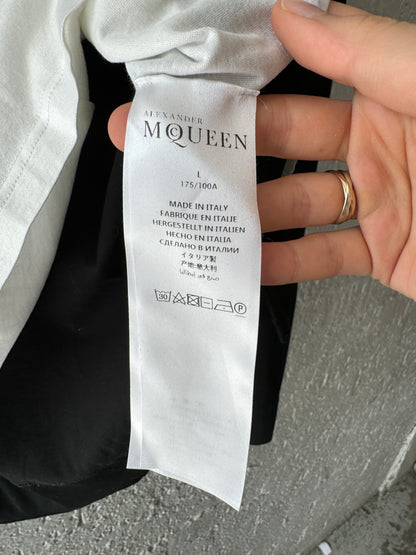 ALEXANDER
MCQUEEN
L
175/100A
MADE IN ITALY
FABRIQUE EN ITALIE
HERGESTELLT IN ITALIEN
HECHO EN ITALIA
СДЕЛАНО В ИТАЛИИ
イタリア製
产地:意大利
30
P